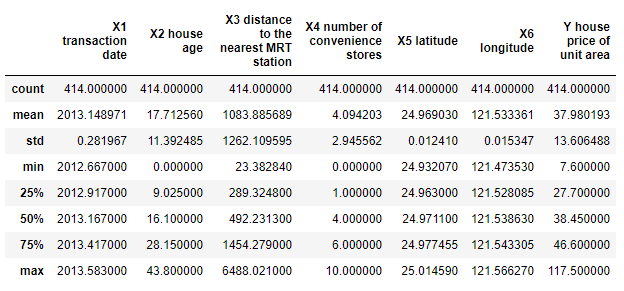 X1 transaction date X2 house age X3 distance to the nearest MRT station X4 number of convenience stores X5 latitude X6 longitude Y house price of unit area
count 414.000000 414.000000 414.000000 414.000000 414.000000 414.000000 414.000000
mean 2013.148971 17.712560 1083.885689 4.094203 24.969030 121.533361 37.980193
std 0.281967 11.392485 1262.109595 2.945562 0.012410 0.015347 13.606488
min 2012.667000 0.000000 23.382840 0.000000 24.932070 121.473530 7.600000
25% 2012.917000 9.025000 289.324800 1.000000 24.963000 121.528085 27.700000
50% 2013.167000 16.100000 492.231300 4.000000 24.971100 121.538630 38.450000
75% 2013.417000 28.150000 1454.279000 6.000000 24.977455 121.543305 46.600000
max 2013.583000 43.800000 6488.021000 10.000000 25.014590 121.566270 117.500000